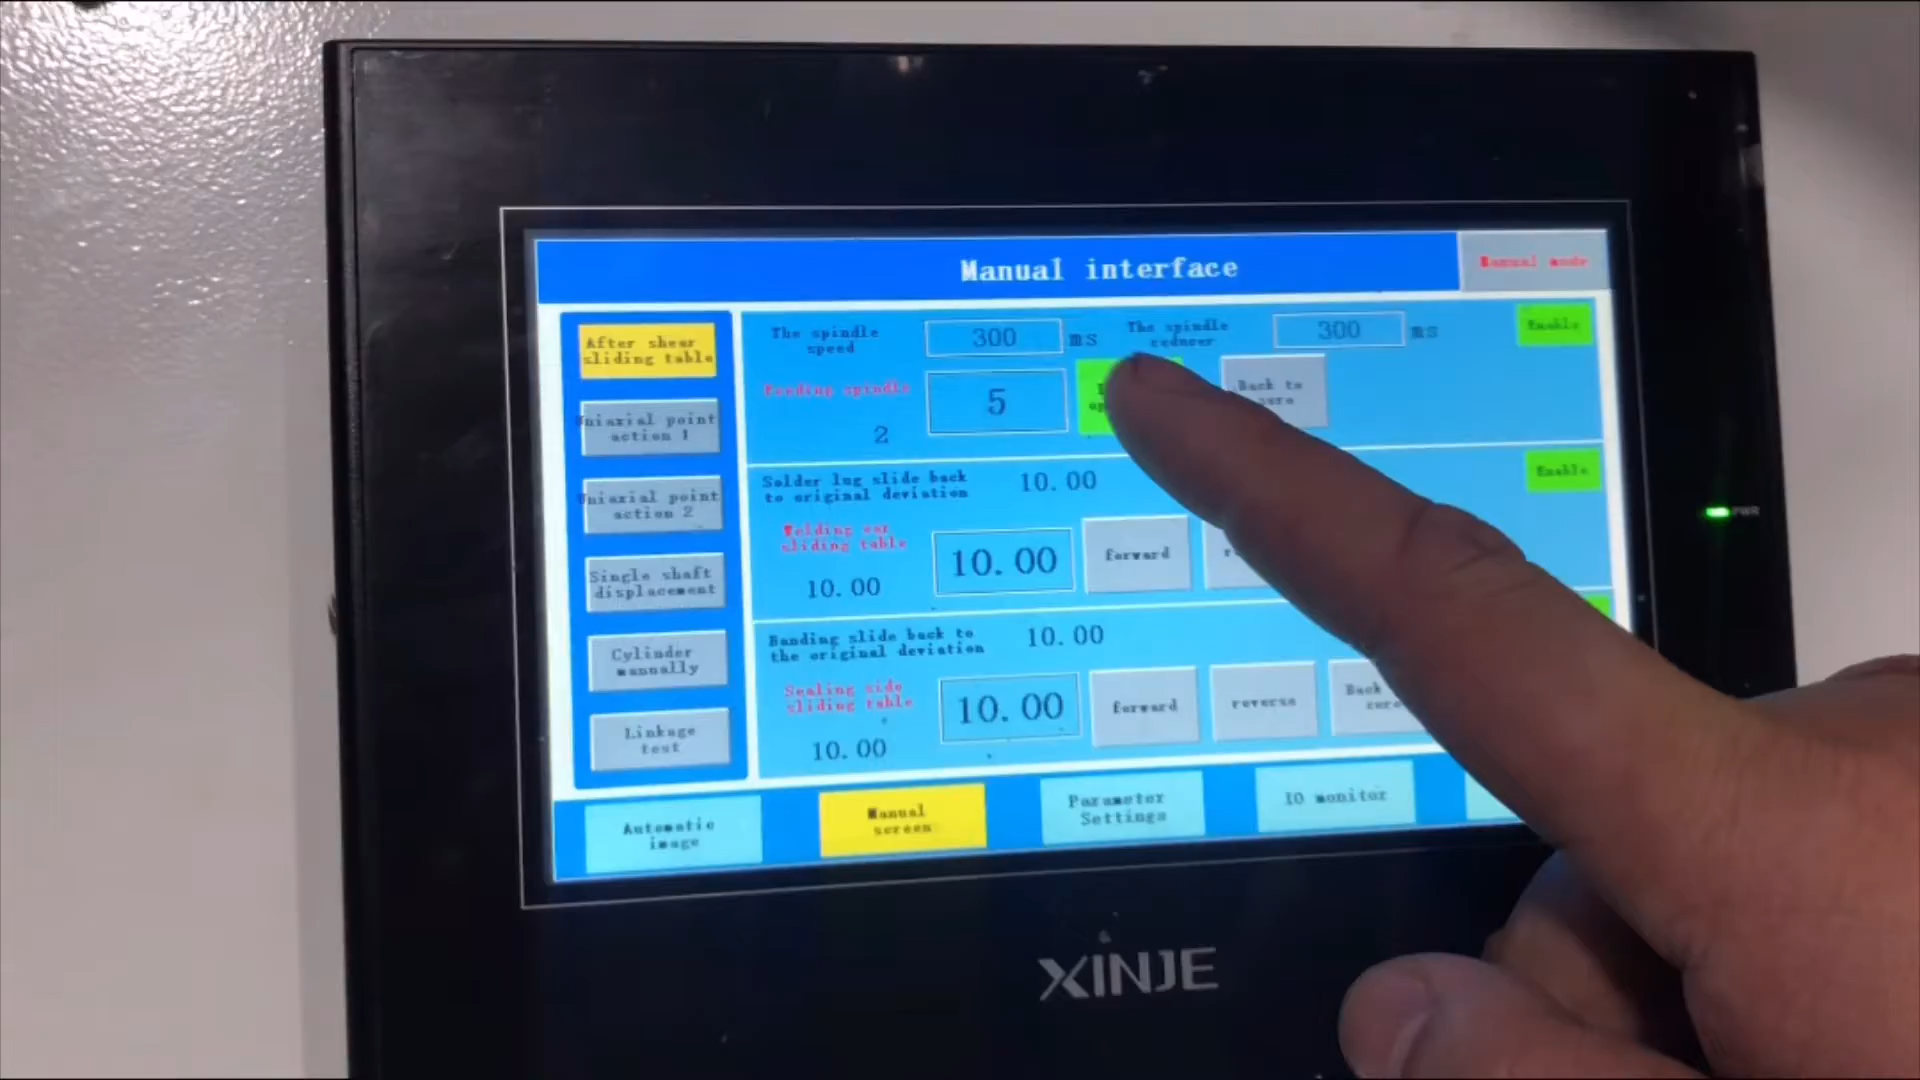 Manual interface
Manual mode
After shear
sliding table
Uniaxial point
action 1
Uniaxial point
action 2
Single shaft
displacement
Cylinder
manually
Linkage
test
The spindle
speed
300
ms
The spindle
reducer
300
ms
Enable
Feeding spindle
2
5
Back to
zero
Solder lug slide back
to original deviation
10.00
Enable
Welding ear
sliding table
10.00
10.00
forward
Banding slide back to
the original deviation
10.00
Sealing side
sliding table
10.00
10.00
forward
reverse
Back
zero
Automatic
image
Manual
screen
Parameter
Settings
IO monitor
PWR
XINJE